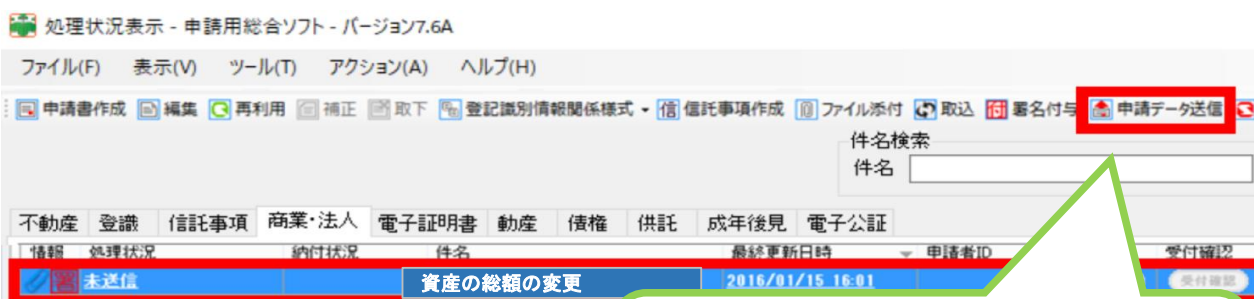 処理状況表示 - 申請用総合ソフト - バージョン7.6A
ファイル(F) 表示(V) ツール(T) アクション(A) ヘルプ(H)
申請書作成 編集 再利用 補正 取下 登記識別情報関係様式 信 信託事項作成 ファイル添付 取込 付 署名付与 申請データ送信
件名検索
件名
不動産 登識 信託事項 商業・法人 電子証明書 動産 債権 供託 成年後見 電子公証
情報 処理状況 納付状況 件名 最終更新日時 申請者ID 受付確認
未送信 資産の総額の変更 2016/01/15 16:01 受付確認